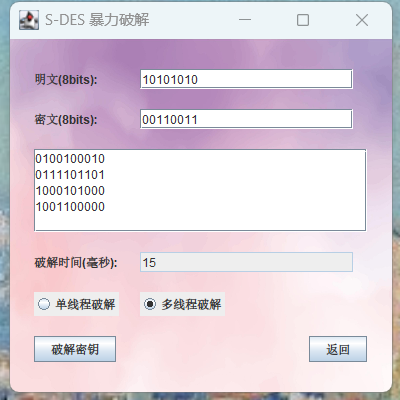 S-DES 暴力破解
明文(8bits): 10101010
密文(8bits): 00110011
0100100010
0111101101
1000101000
1001100000
破解时间(毫秒): 15
单线程破解 多线程破解
破解密钥 返回